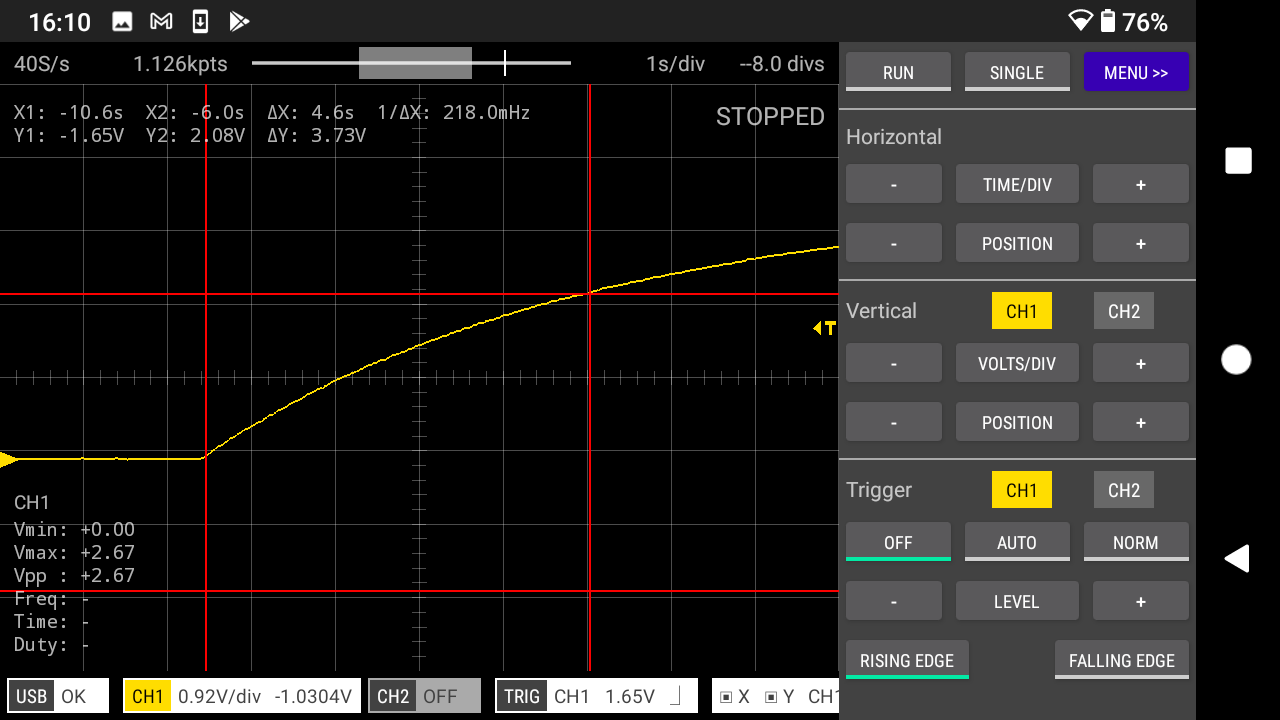 16:10 76%
40S/s 1.126kpts 1s/div --8.0 divs
RUN SINGLE MENU >>
X1: -10.6s X2: -6.0s ΔX: 4.6s 1/ΔX: 218.0mHz
Y1: -1.65V Y2: 2.08V ΔY: 3.73V
STOPPED
Horizontal
- TIME/DIV +
- POSITION +
Vertical CH1 CH2
- VOLTS/DIV +
- POSITION +
T
Trigger CH1 CH2
OFF AUTO NORM
- LEVEL +
RISING EDGE FALLING EDGE
CH1
Vmin: +0.00
Vmax: +2.67
Vpp : +2.67
Freq: -
Time: -
Duty: -
USB OK CH1 0.92V/div -1.0304V CH2 OFF TRIG CH1 1.65V X Y CH1